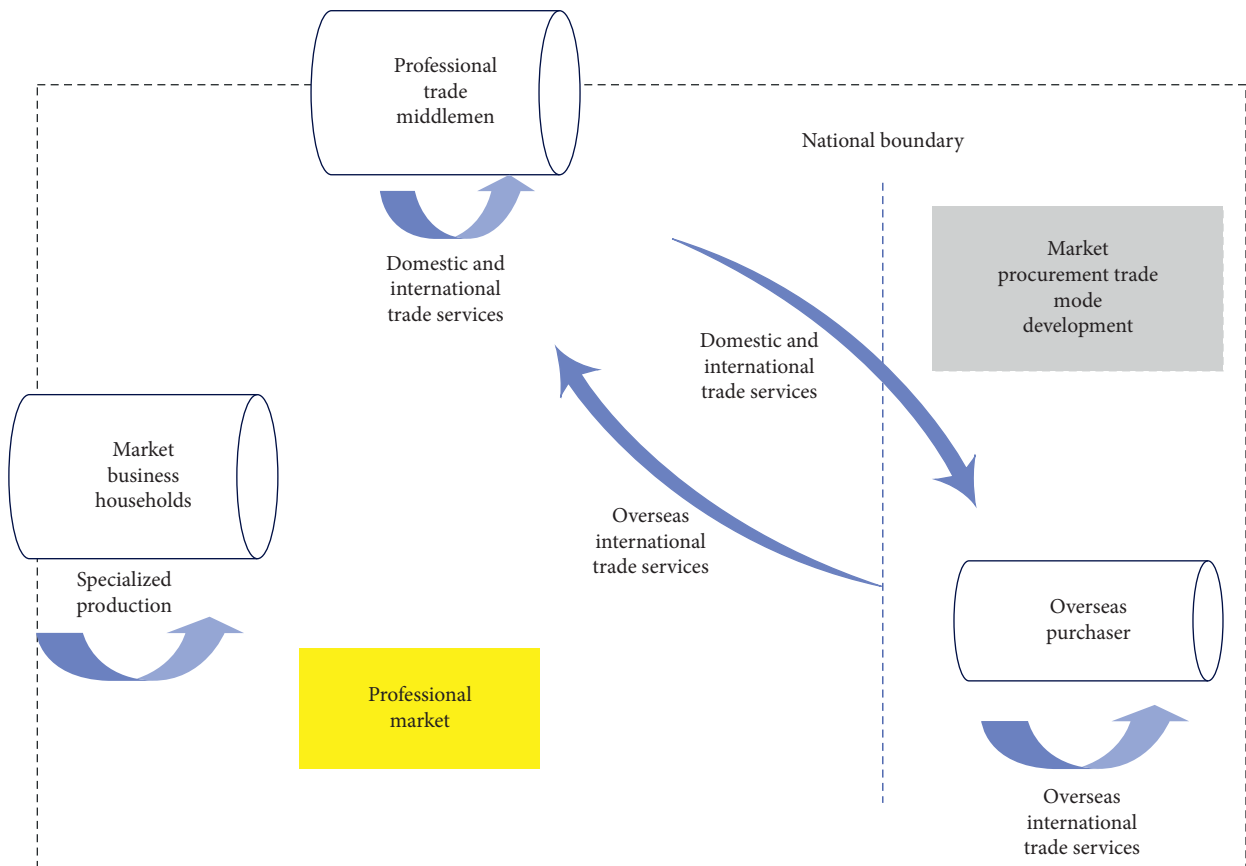 Professional
trade
middlemen
National boundary
Domestic and
international
trade services
Market
procurement trade
mode
development
Domestic and
international
trade services
Market
business
households
Overseas
international
trade services
Specialized
production
Overseas
purchaser
Professional
market
Overseas
international
trade services